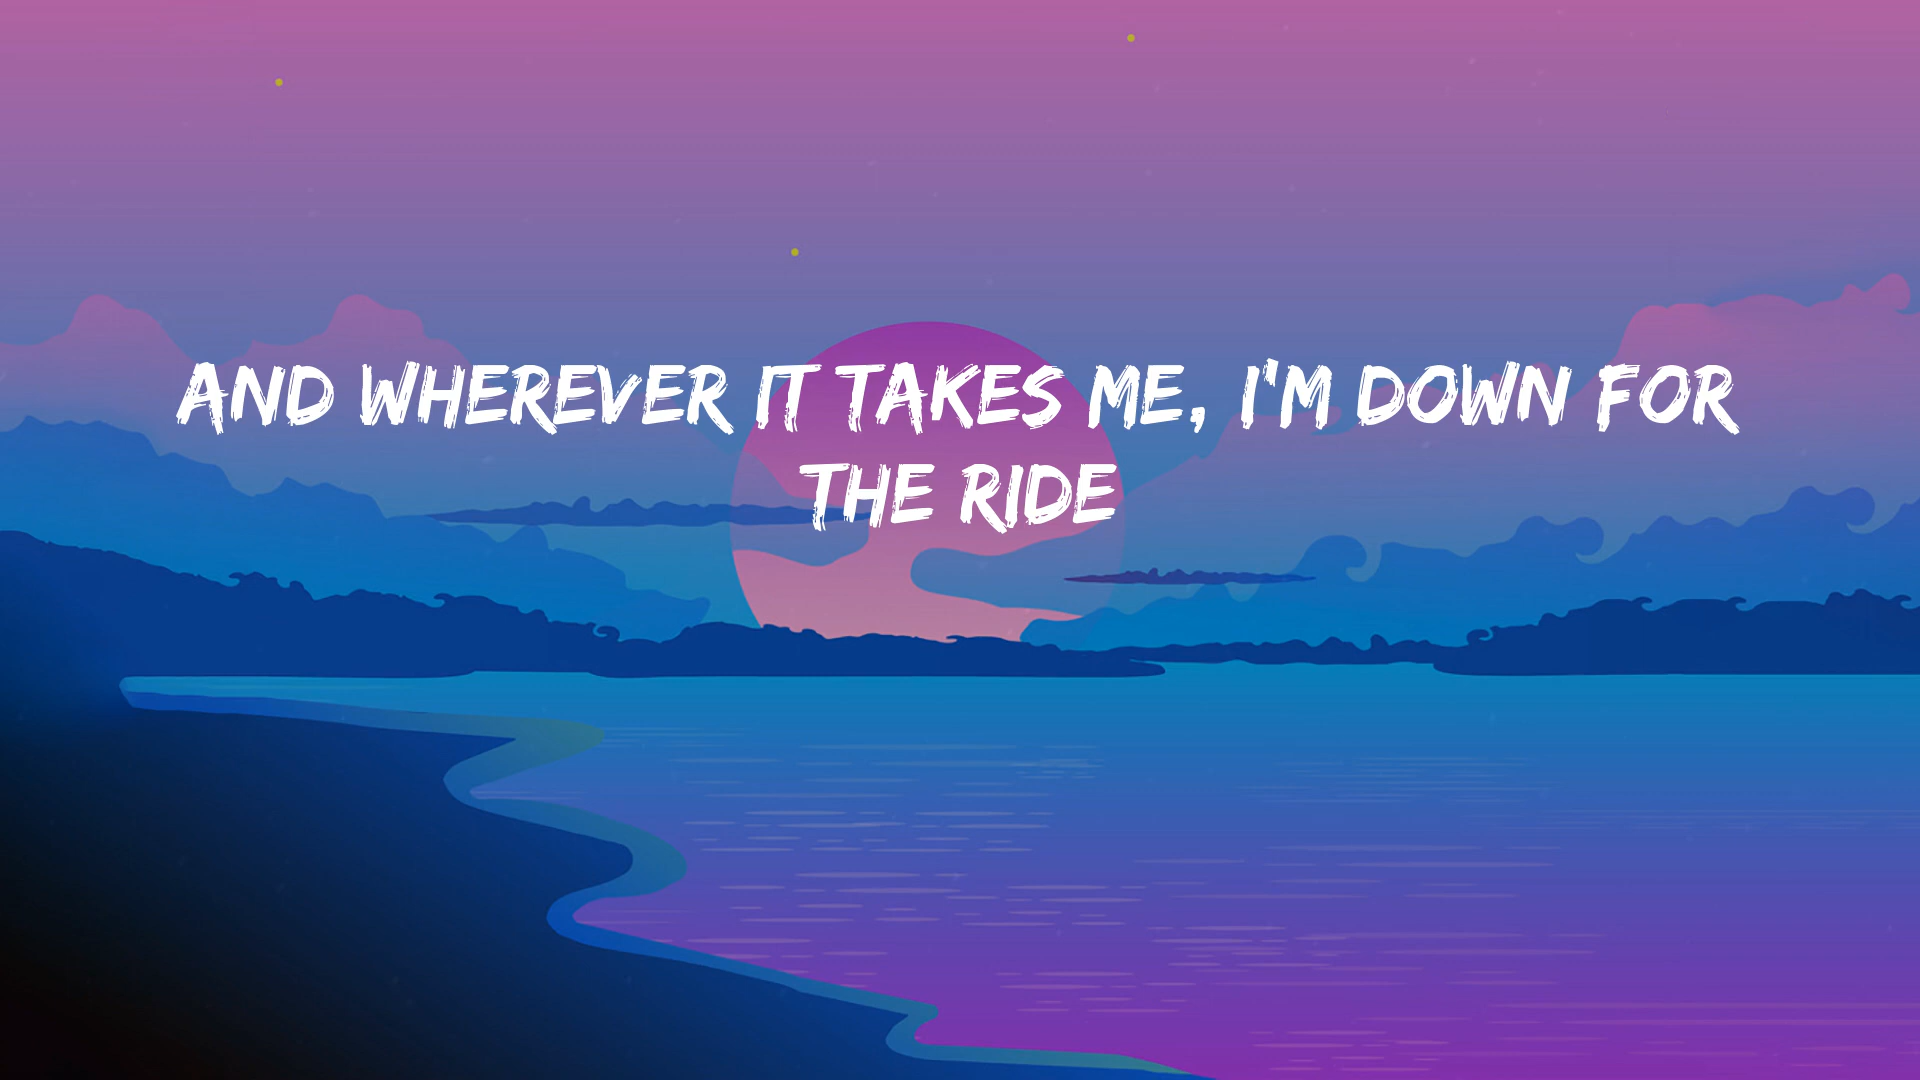 AND WHEREVER IT TAKES ME, I'M DOWN FOR
THE RIDE